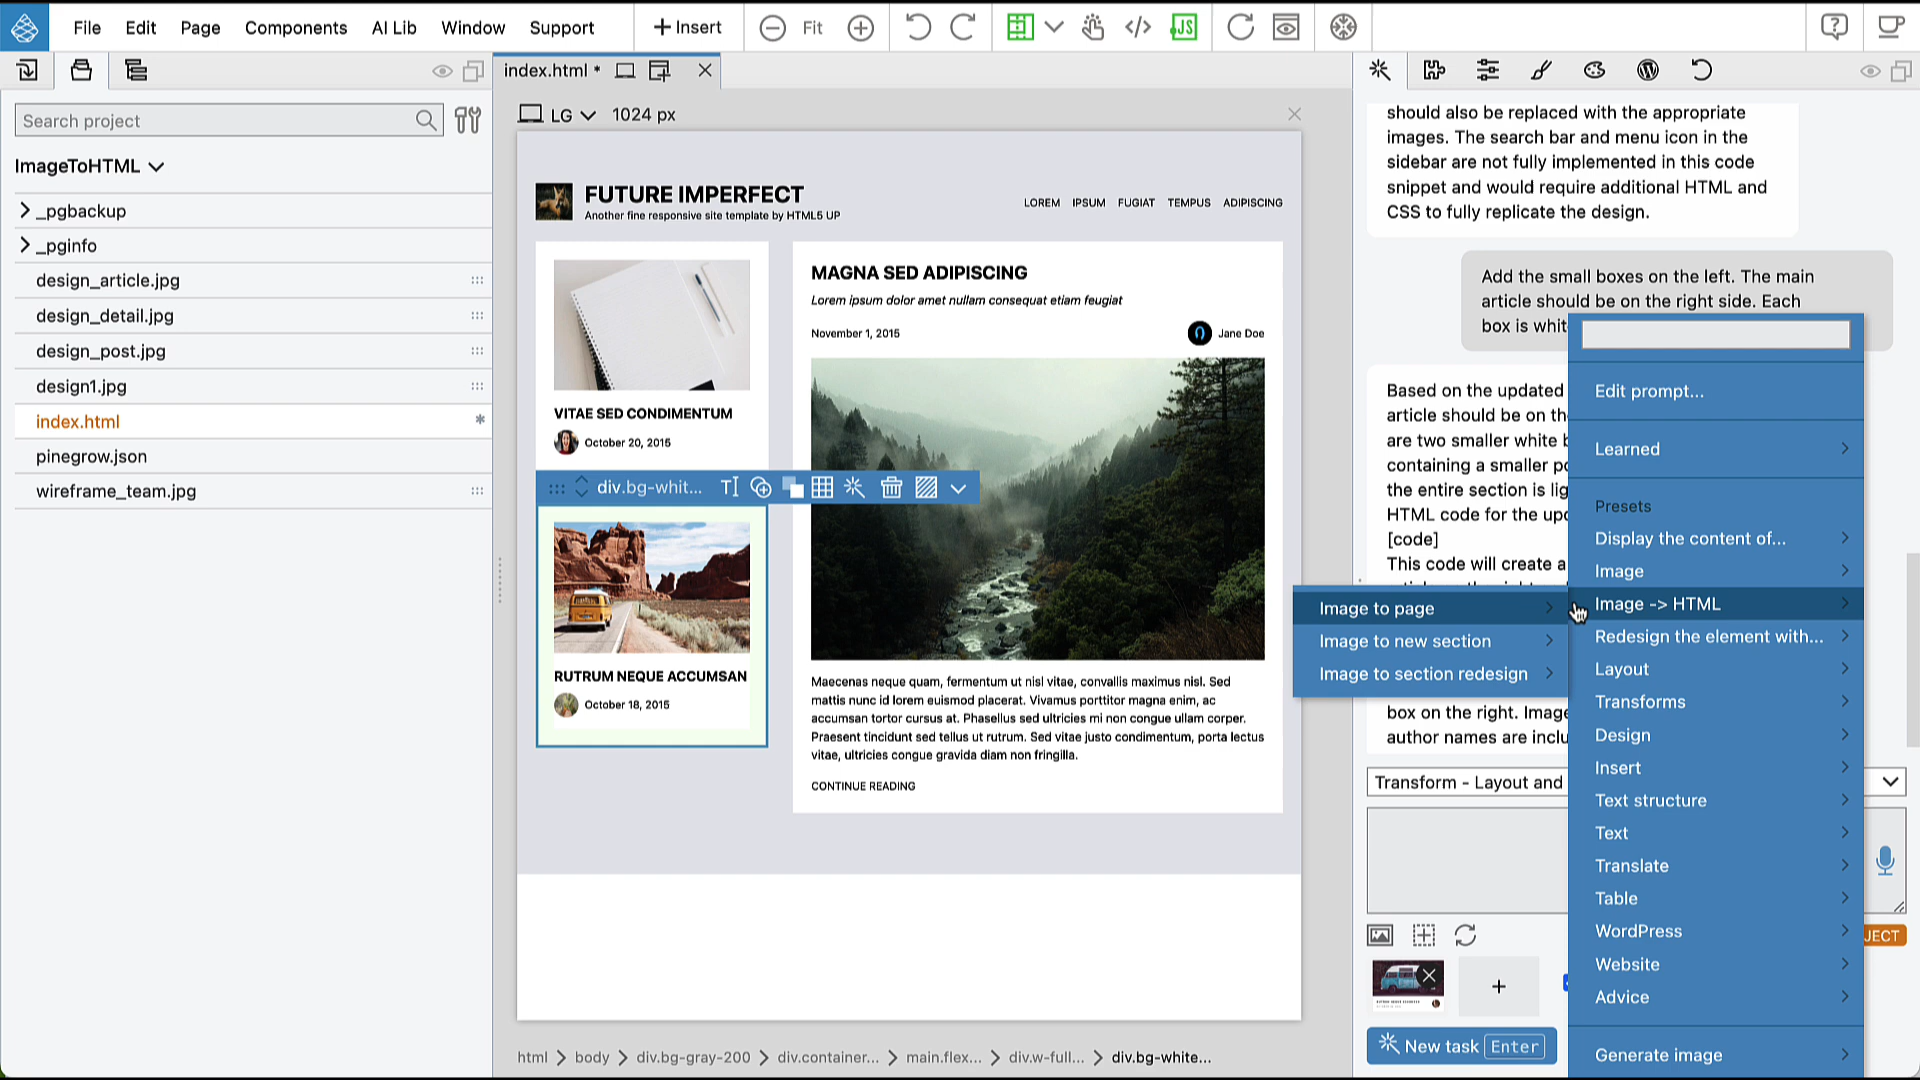 File Edit Page Components AI Lib Window Support
Insert
Fit
</>
JS
index.html *
LG 1024 px
Search project
ImageToHTML
_pgbackup
_pginfo
design_article.jpg
design_detail.jpg
design_post.jpg
design1.jpg
index.html *
pinegrow.json
wireframe_team.jpg
FUTURE IMPERFECT
Another fine responsive site template by HTML5 UP
LOREM IPSUM FUGIAT TEMPUS ADIPISCING
VITAE SED CONDIMENTUM
October 20, 2015
div.bg-whit...
RUTRUM NEQUE ACCUMSAN
October 18, 2015
MAGNA SED ADIPISCING
Lorem ipsum dolor amet nullam consequat etiam feugiat
November 1, 2015
Jane Doe
Maecenas neque quam, fermentum ut nisl vitae, convallis maximus nisl. Sed
mattis nunc id lorem euismod placerat. Vivamus porttitor magna enim, ac
accumsan tortor cursus at. Phasellus sed ultricies mi non congue ullam corper.
Praesent tincidunt sed tellus ut rutrum. Sed vitae justo condimentum, porta lectus
vitae, ultricies congue gravida diam non fringilla.
CONTINUE READING
html body div.bg-gray-200 div.container... main.flex... div.w-full... div.bg-white...
should also be replaced with the appropriate
images. The search bar and menu icon in the
sidebar are not fully implemented in this code
snippet and would require additional HTML and
CSS to fully replicate the design.
Add the small boxes on the left. The main
article should be on the right side. Each
box is whit
Based on the updated
article should be on th
are two smaller white b
containing a smaller po
the entire section is lig
HTML code for the upd
[code]
This code will create a
box on the right. Image
author names are inclu
Image to page
Image to new section
Image to section redesign
Edit prompt...
Learned
Presets
Display the content of...
Image
Image -> HTML
Redesign the element with...
Layout
Transforms
Design
Insert
Text structure
Text
Translate
Table
WordPress
Website
Advice
Generate image
Transform - Layout and
JECT
New task Enter